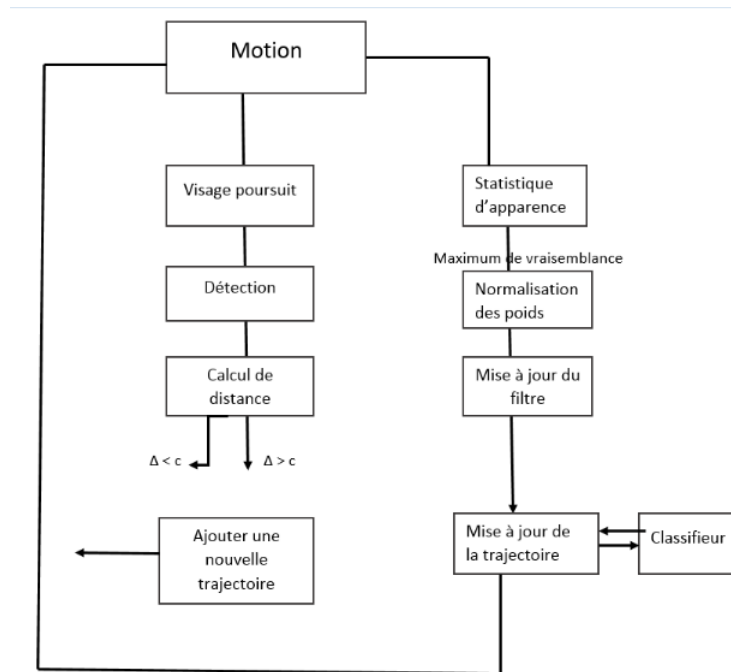 Motion
Visage poursuit
Statistique
d'apparence
Maximum de vraisemblance
Détection
Normalisation
des poids
Calcul de
distance
Mise à jour du
filtre
Δ < c
Δ > c
Ajouter une
nouvelle
trajectoire
Mise à jour de
la trajectoire
Classifieur